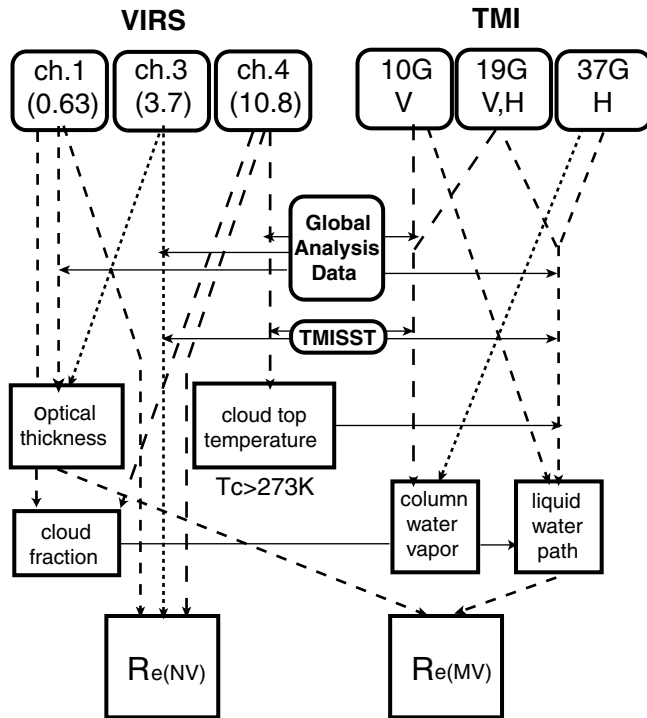 VIRS
TMI
ch.1
(0.63)
ch.3
(3.7)
ch.4
(10.8)
10G
V
19G
V,H
37G
H
Global
Analysis
Data
TMISST
optical
thickness
cloud top
temperature
Tc>273K
cloud
fraction
column
water
vapor
liquid
water
path
Re(NV)
Re(MV)